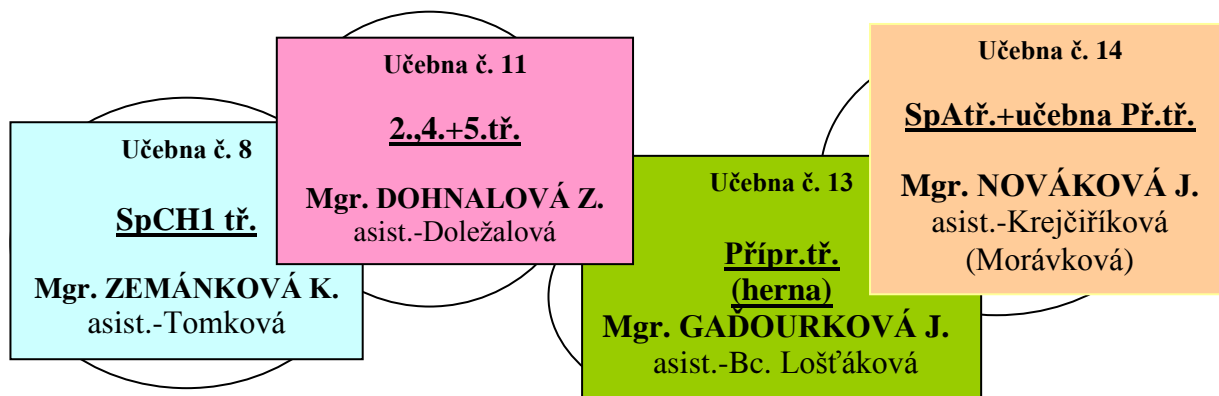 Učebna č. 8
SpCH1 tř.
Mgr. ZEMÁNKOVÁ K.
asist.-Tomková
Učebna č. 11
2.,4.+5.tř.
Mgr. DOHNALOVÁ Z.
asist.-Doležalová
Učebna č. 13
Přípr.tř.
(herna)
Mgr. GAĎOURKOVÁ J.
asist.-Bc. Lošťáková
Učebna č. 14
SpAtř.+učebna Př.tř.
Mgr. NOVÁKOVÁ J.
asist.-Krejčiříková
(Morávková)